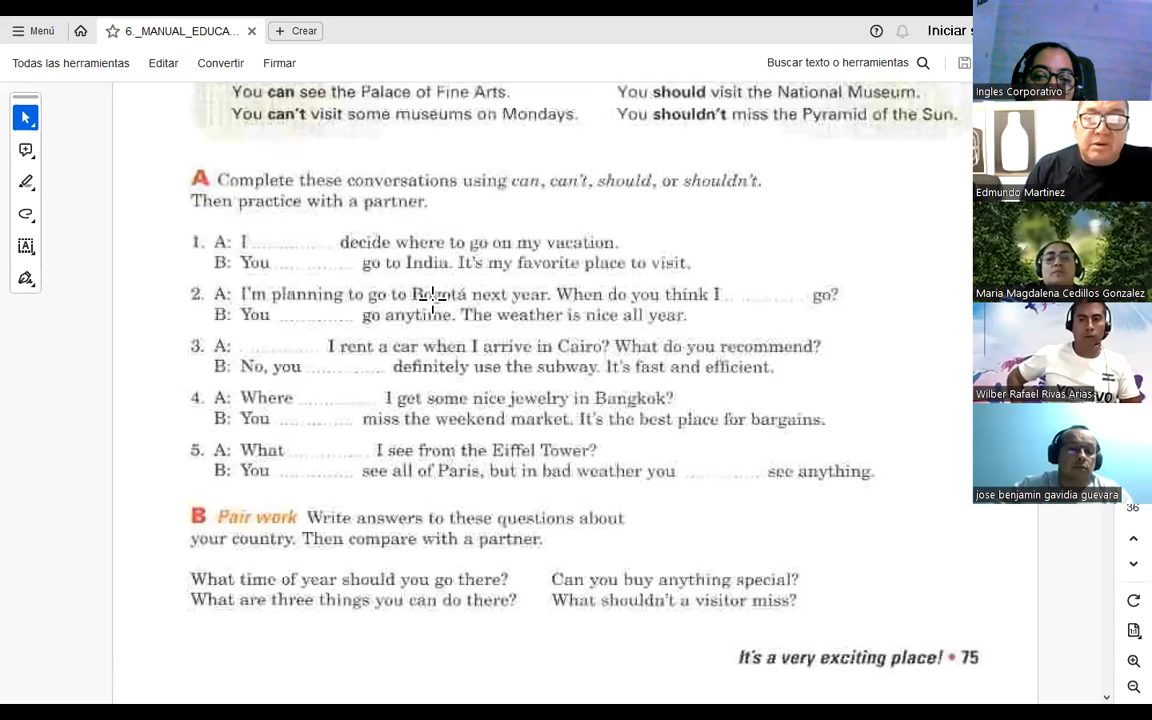 Menú
6._MANUAL_EDUCA...
Crear
Iniciar s
Todas las herramientas
Editar
Convertir
Firmar
Buscar texto o herramientas
You can see the Palace of Fine Arts.
You should visit the National Museum.
You can't visit some museums on Mondays.
You shouldn't miss the Pyramid of the Sun.
A Complete these conversations using can, can't, should, or shouldn't.
Then practice with a partner.
1. A: I ............... decide where to go on my vacation.
B: You ............... go to India. It's my favorite place to visit.
2. A: I'm planning to go to Bogotá next year. When do you think I ............... go?
B: You ............... go anytime. The weather is nice all year.
3. A: ............... I rent a car when I arrive in Cairo? What do you recommend?
B: No, you ............... definitely use the subway. It's fast and efficient.
4. A: Where ............... I get some nice jewelry in Bangkok?
B: You ............... miss the weekend market. It's the best place for bargains.
5. A: What ............... I see from the Eiffel Tower?
B: You ............... see all of Paris, but in bad weather you ............... see anything.
B Pair work Write answers to these questions about
your country. Then compare with a partner.
What time of year should you go there?
Can you buy anything special?
What are three things you can do there?
What shouldn't a visitor miss?
It's a very exciting place! • 75
Ingles Corporativo
Edmundo Martinez
Maria Magdalena Cedillos Gonzalez
Wilber Rafael Rivas Arias
jose benjamin gavidia guevara
36